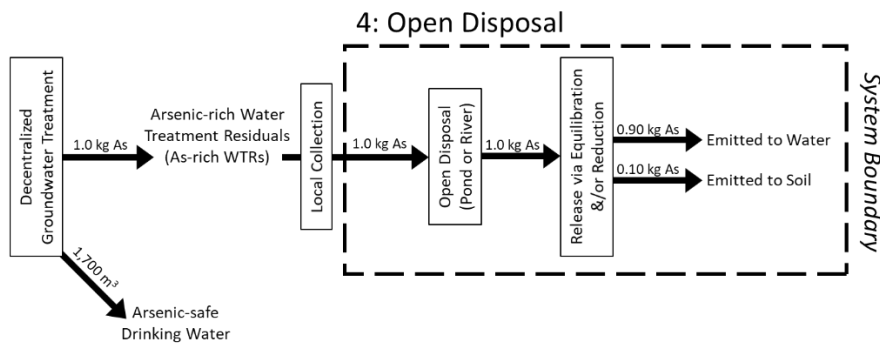 4: Open Disposal
Decentralized
Groundwater Treatment
1.0 kg As
Arsenic-rich Water
Treatment Residuals
(As-rich WTRs)
Local Collection
1.0 kg As
Open Disposal
(Pond or River)
1.0 kg As
Release via Equilibration
&/or Reduction
0.90 kg As
Emitted to Water
0.10 kg As
Emitted to Soil
System Boundary
1,700 m³
Arsenic-safe
Drinking Water